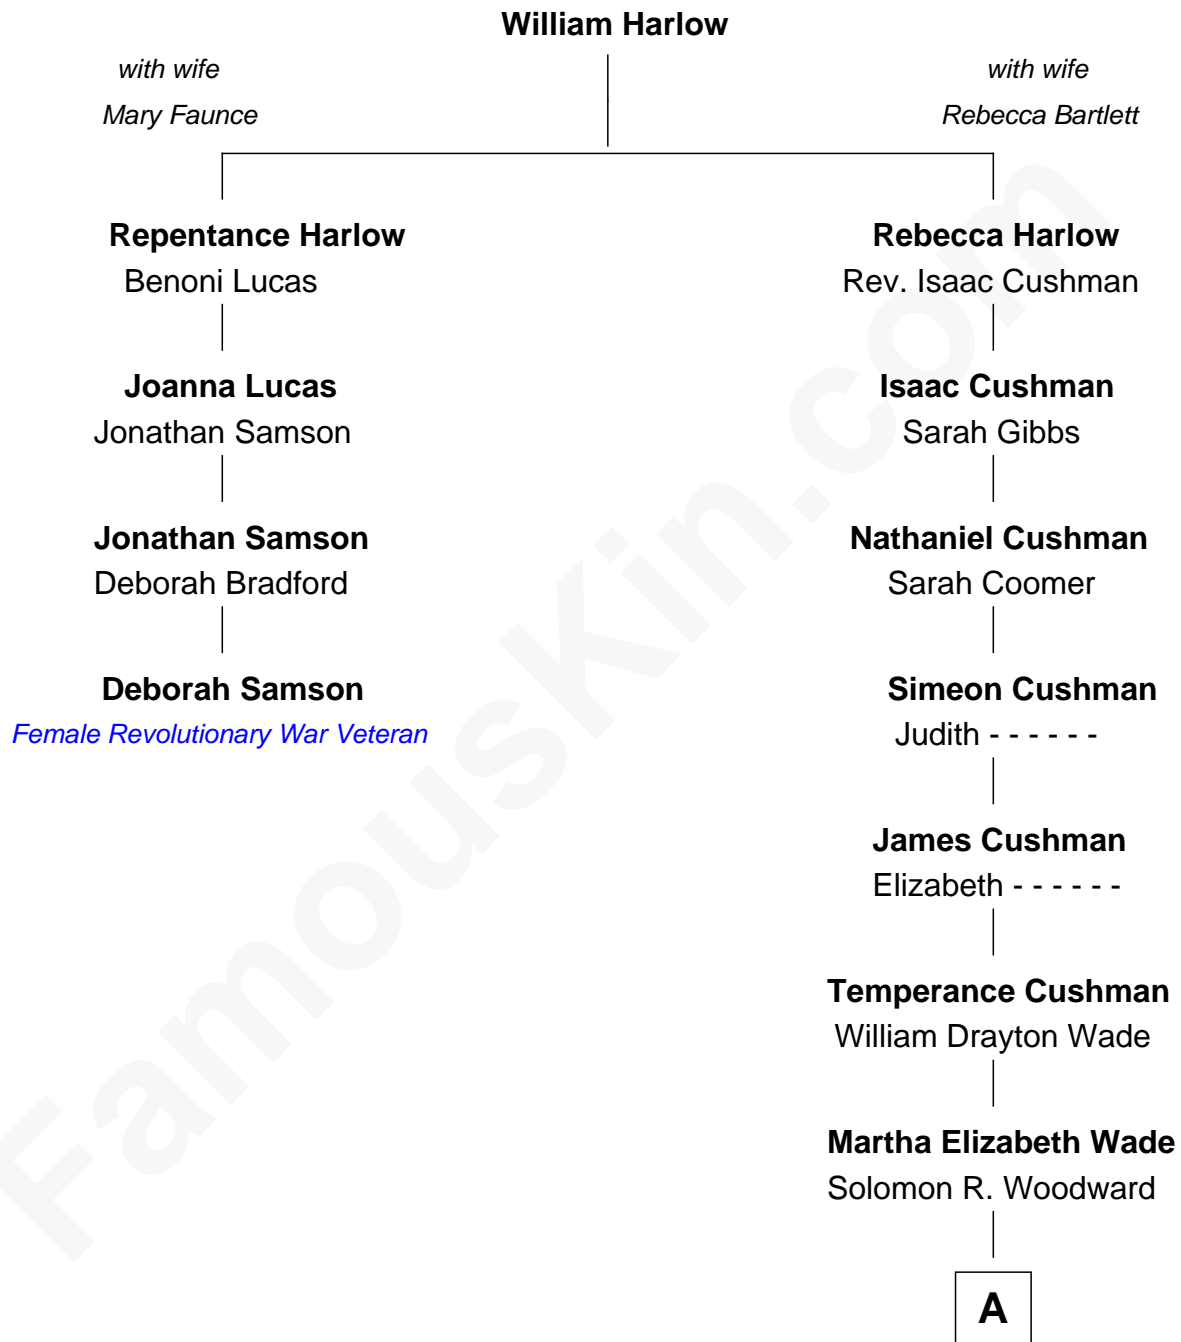 William Harlow
with wife
Mary Faunce
with wife
Rebecca Bartlett
Repentance Harlow
Benoni Lucas
Rebecca Harlow
Rev. Isaac Cushman
Joanna Lucas
Jonathan Samson
Isaac Cushman
Sarah Gibbs
Jonathan Samson
Deborah Bradford
Nathaniel Cushman
Sarah Coomer
Deborah Samson
Female Revolutionary War Veteran
Simeon Cushman
Judith - - - - - -
James Cushman
Elizabeth - - - - - -
Temperance Cushman
William Drayton Wade
Martha Elizabeth Wade
Solomon R. Woodward
A
FamousKin.com